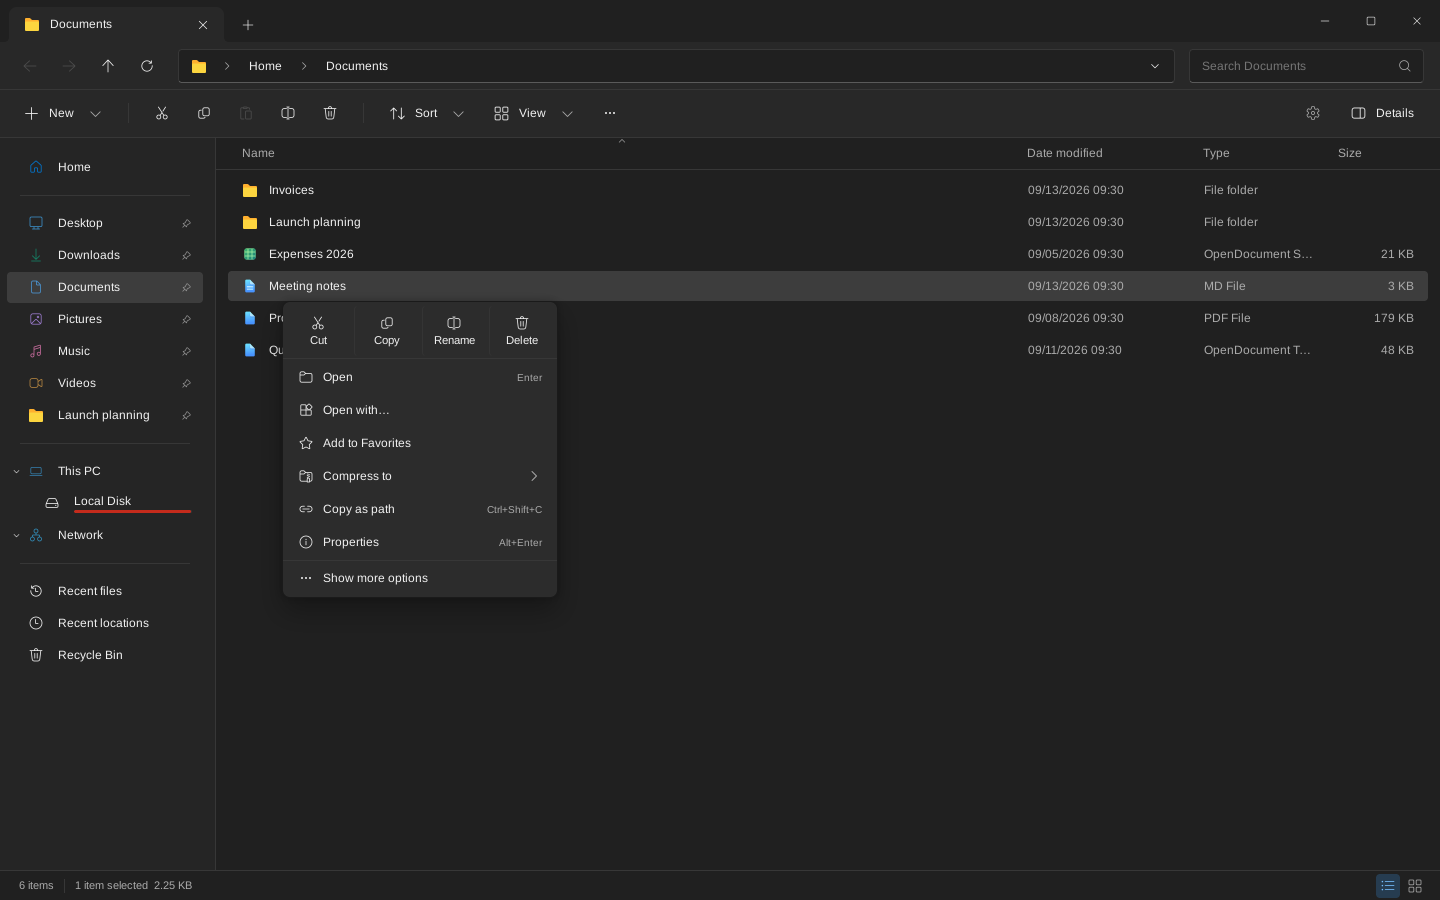 Documents
Home
Documents
Search Documents
New
Sort
View
Details
Name
Date modified
Type
Size
Home
Desktop
Downloads
Documents
Pictures
Music
Videos
Launch planning
This PC
Local Disk
Network
Recent files
Recent locations
Recycle Bin
Invoices 09/13/2026 09:30 File folder
Launch planning 09/13/2026 09:30 File folder
Expenses 2026 09/05/2026 09:30 OpenDocument S... 21 KB
Meeting notes 09/13/2026 09:30 MD File 3 KB
09/08/2026 09:30 PDF File 179 KB
09/11/2026 09:30 OpenDocument T... 48 KB
Cut
Copy
Rename
Delete
Open Enter
Open with...
Add to Favorites
Compress to
Copy as path Ctrl+Shift+C
Properties Alt+Enter
Show more options
6 items
1 item selected 2.25 KB